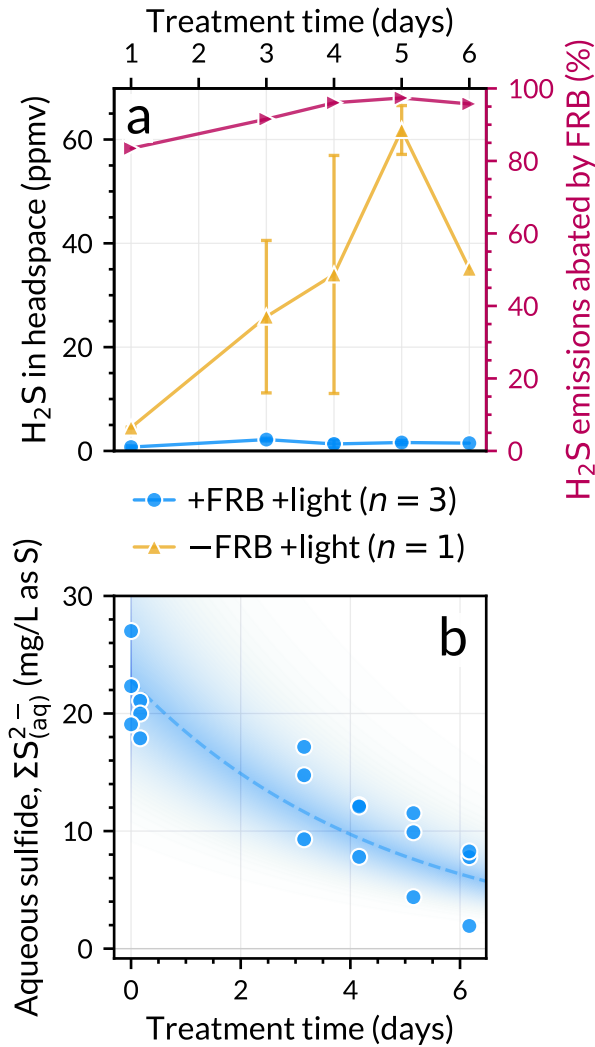 Treatment time (days)
1 2 3 4 5 6
a
H₂S in headspace (ppmv)
60
40
20
0
H₂S emissions abated by FRB (%)
100
80
60
40
20
0
+FRB +light (n = 3)
−FRB +light (n = 1)
b
Aqueous sulfide, ΣS²⁻(aq) (mg/L as S)
30
20
10
0
0 2 4 6
Treatment time (days)